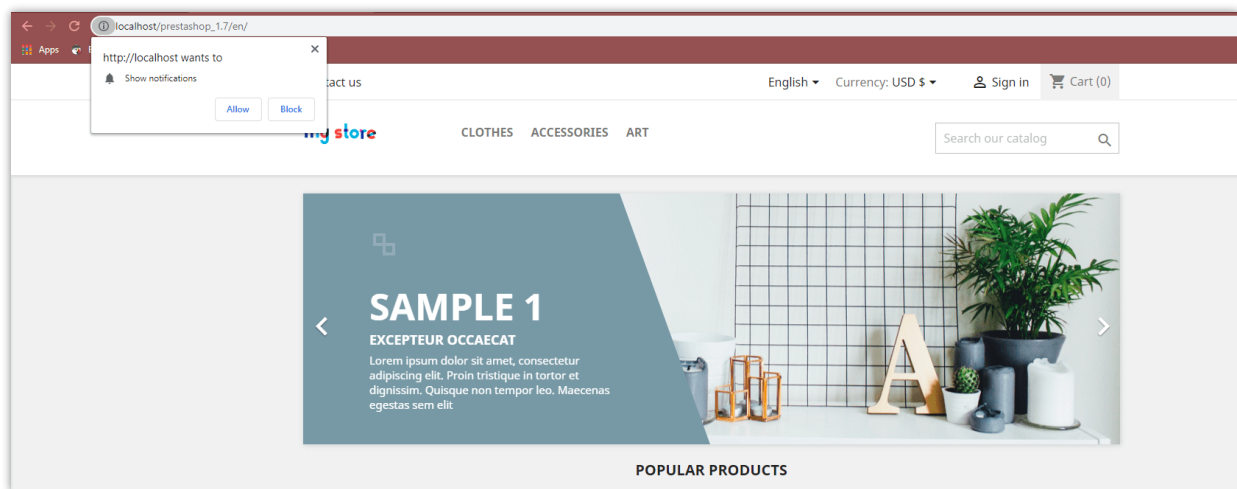 localhost/prestashop_1.7/en/
Apps
http://localhost wants to
Show notifications
Allow
Block
tact us
English
Currency: USD $
Sign in
Cart (0)
my store
CLOTHES
ACCESSORIES
ART
Search our catalog
SAMPLE 1
EXCEPTEUR OCCAECAT
Lorem ipsum dolor sit amet, consectetur
adipiscing elit. Proin tristique in tortor et
dignissim. Quisque non tempor leo. Maecenas
egestas sem elit
A
POPULAR PRODUCTS